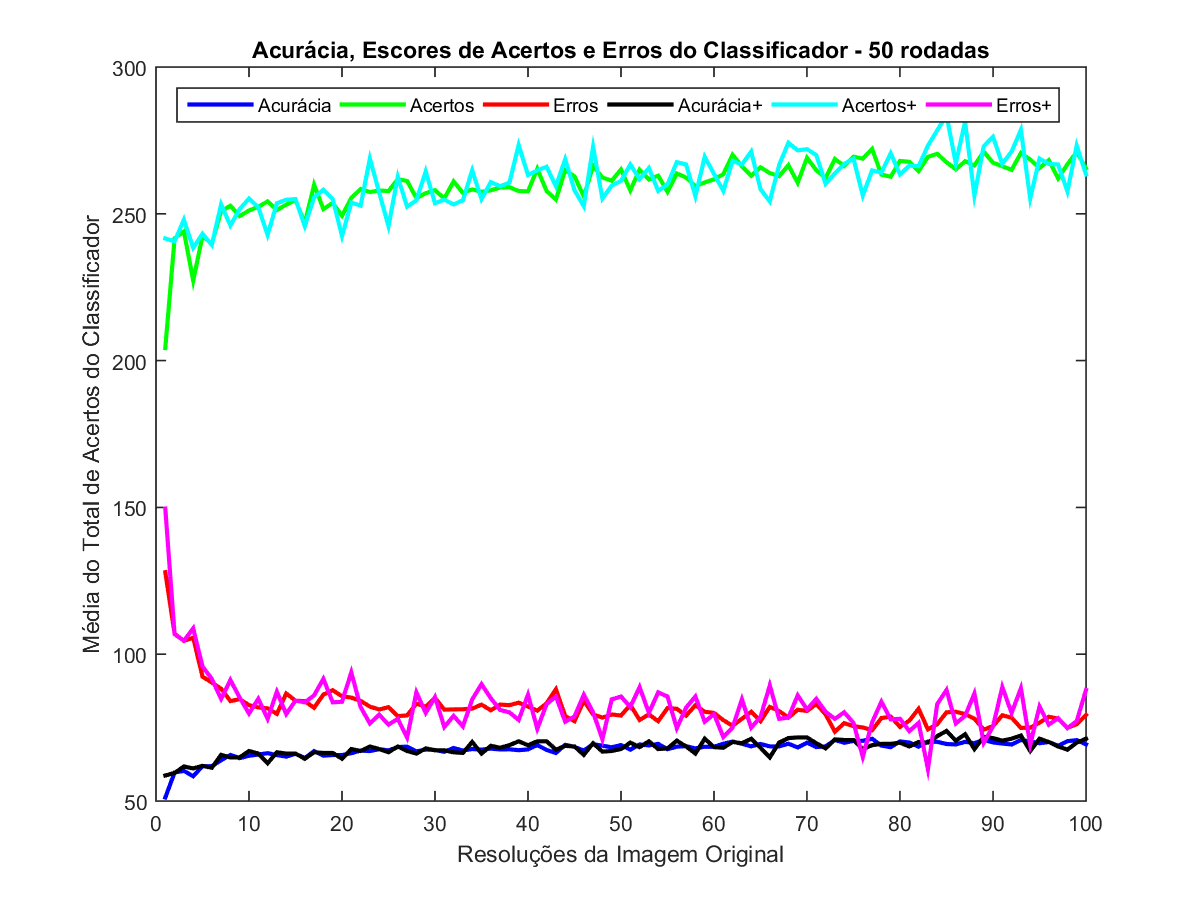 Acurácia, Escores de Acertos e Erros do Classificador - 50 rodadas
Acurácia Acertos Erros Acurácia+ Acertos+ Erros+
Média do Total de Acertos do Classificador
300
250
200
150
100
50
0 10 20 30 40 50 60 70 80 90 100
Resoluções da Imagem Original